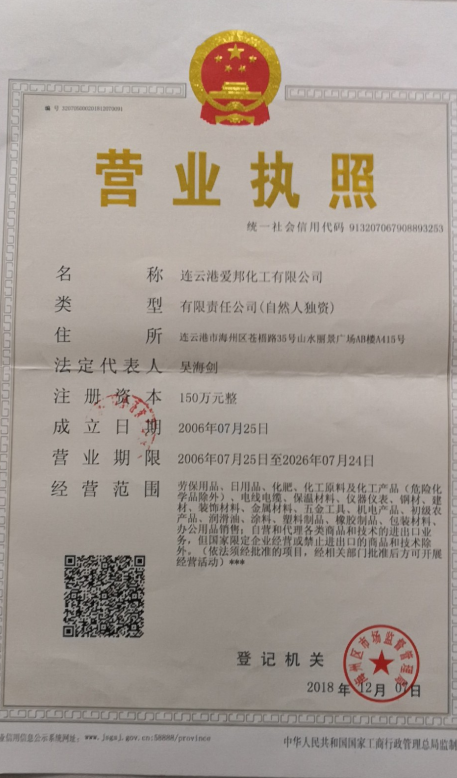 营业执照
统一社会信用代码 913207067908893253
名称 连云港爱邦化工有限公司
类型 有限责任公司(自然人独资)
住所 连云港市海州区苍梧路35号山水丽景广场AB楼A415号
法定代表人 吴海剑
注册资本 150万元整
成立日期 2006年07月25日
营业期限 2006年07月25日至2026年07月24日
经营范围 劳保用品、日用品、化肥、化工原料及化工产品（危险化
学品除外）、电线电缆、保温材料、仪器仪表、钢材、建
材、装饰材料、金属材料、五金工具、机电产品、初级农
产品、润滑油、涂料、塑料制品、橡胶制品、包装材料、
办公用品销售；自营和代理各类商品和技术的进出口业
务，但国家限定企业经营或禁止进出口的商品和技术除
外。（依法须经批准的项目，经相关部门批准后方可开展
经营活动）***
登记机关
海州区市场监督管理局
2018 年 12 月 01 日
信用信息公示系统网址：www.jsgsj.gov.cn:58888/province
中华人民共和国国家工商行政管理总局监制